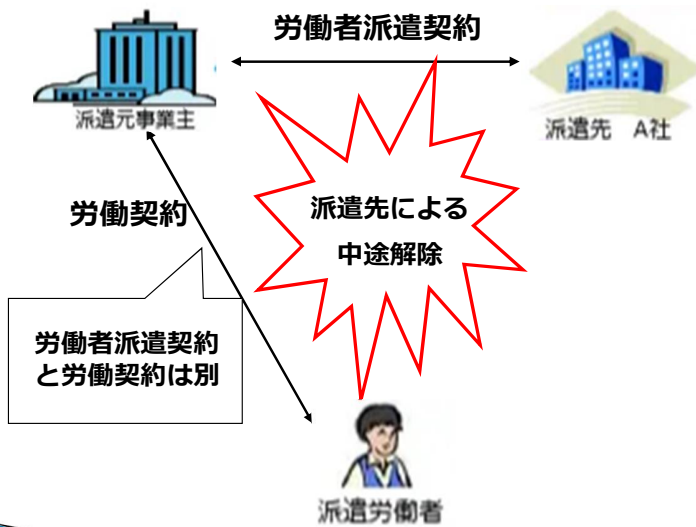 労働者派遣契約
派遣元事業主
派遣先 A社
労働契約
派遣先による
中途解除
労働者派遣契約
と労働契約は別
派遣労働者